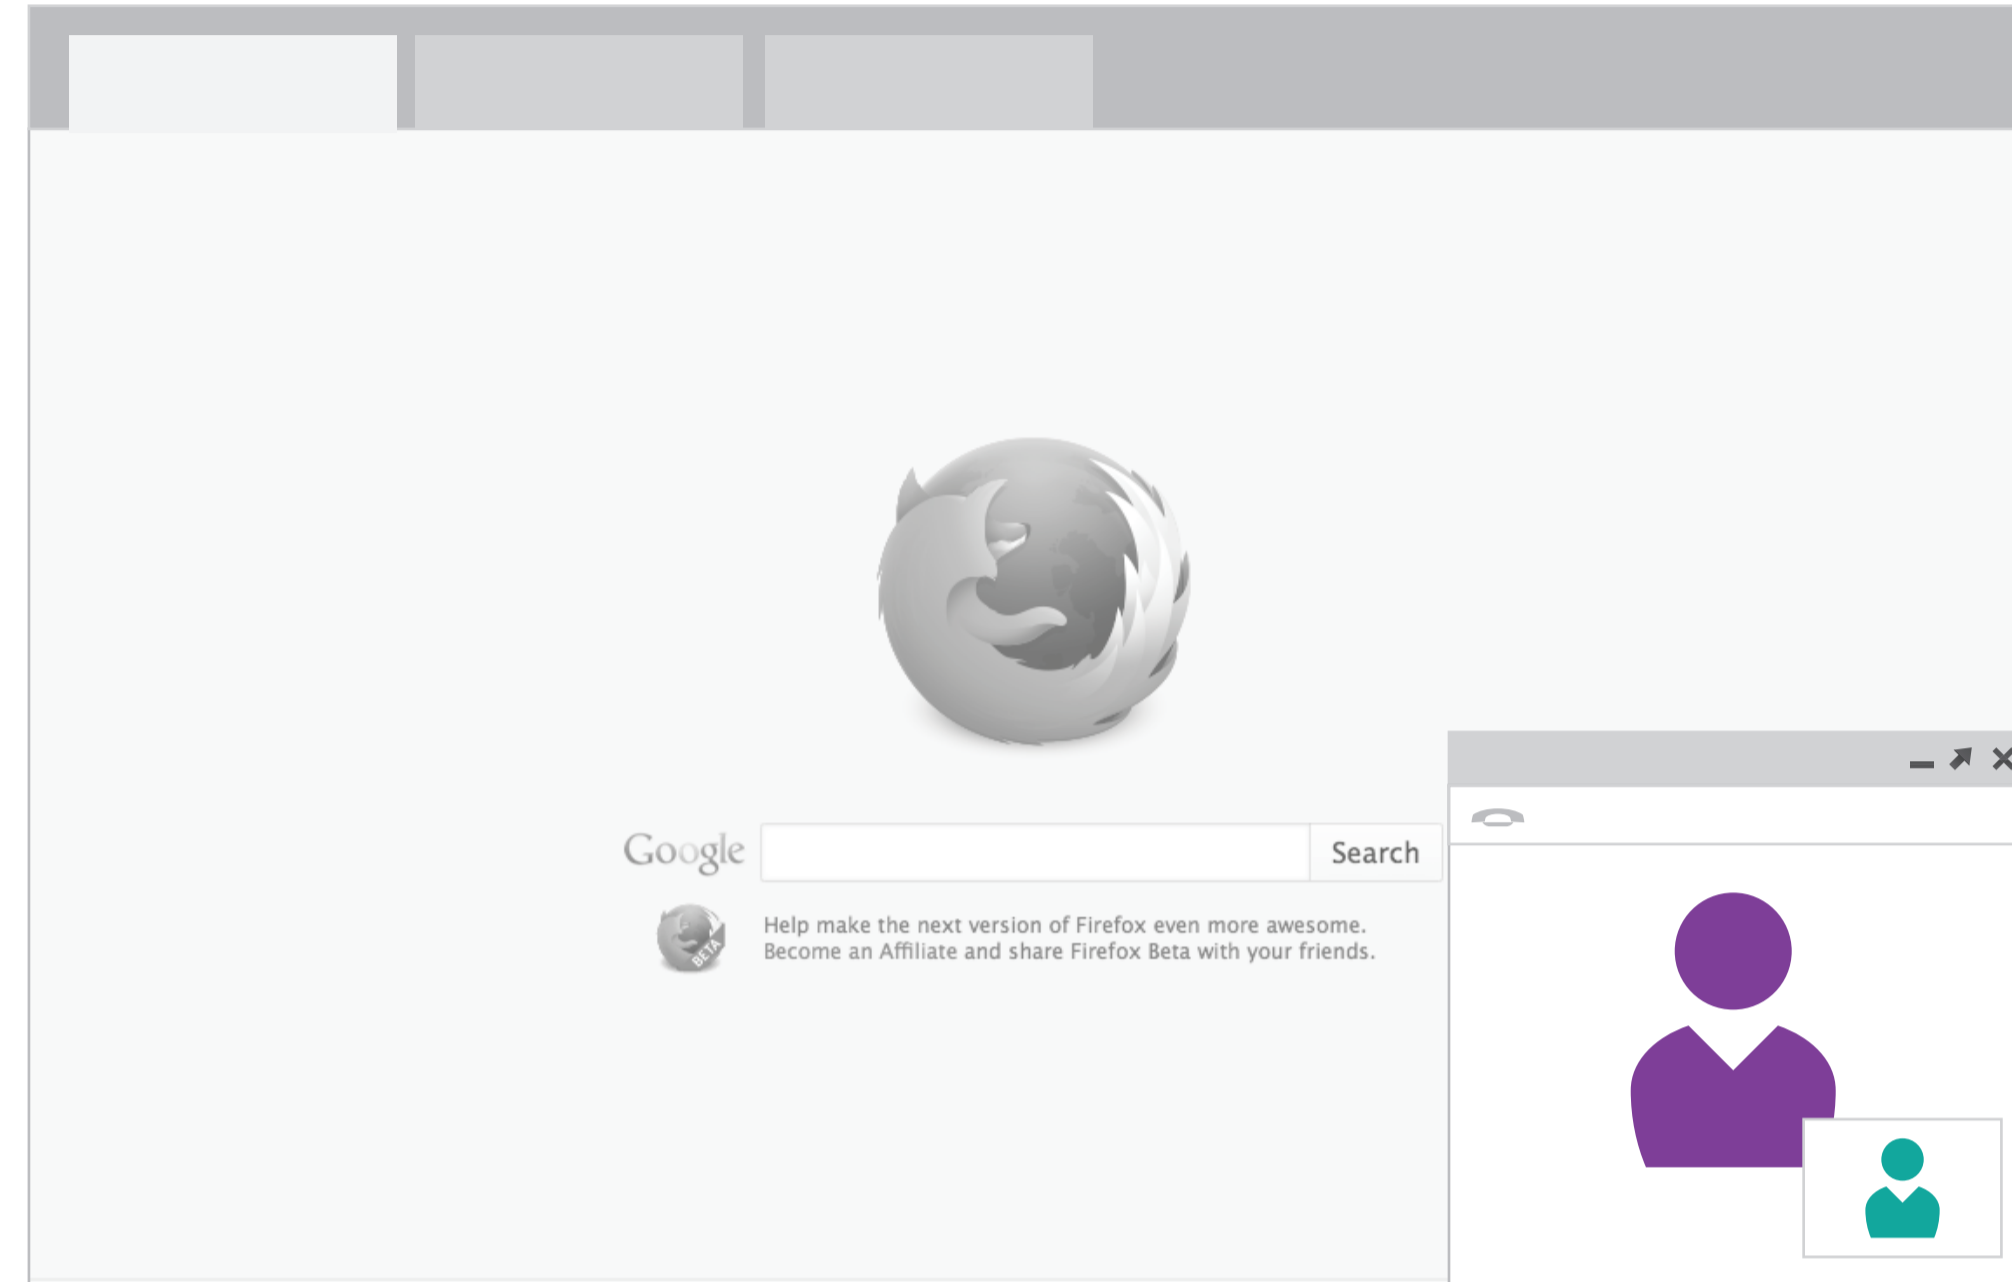 Google
Search
BETA
Help make the next version of Firefox even more awesome.
Become an Affiliate and share Firefox Beta with your friends.